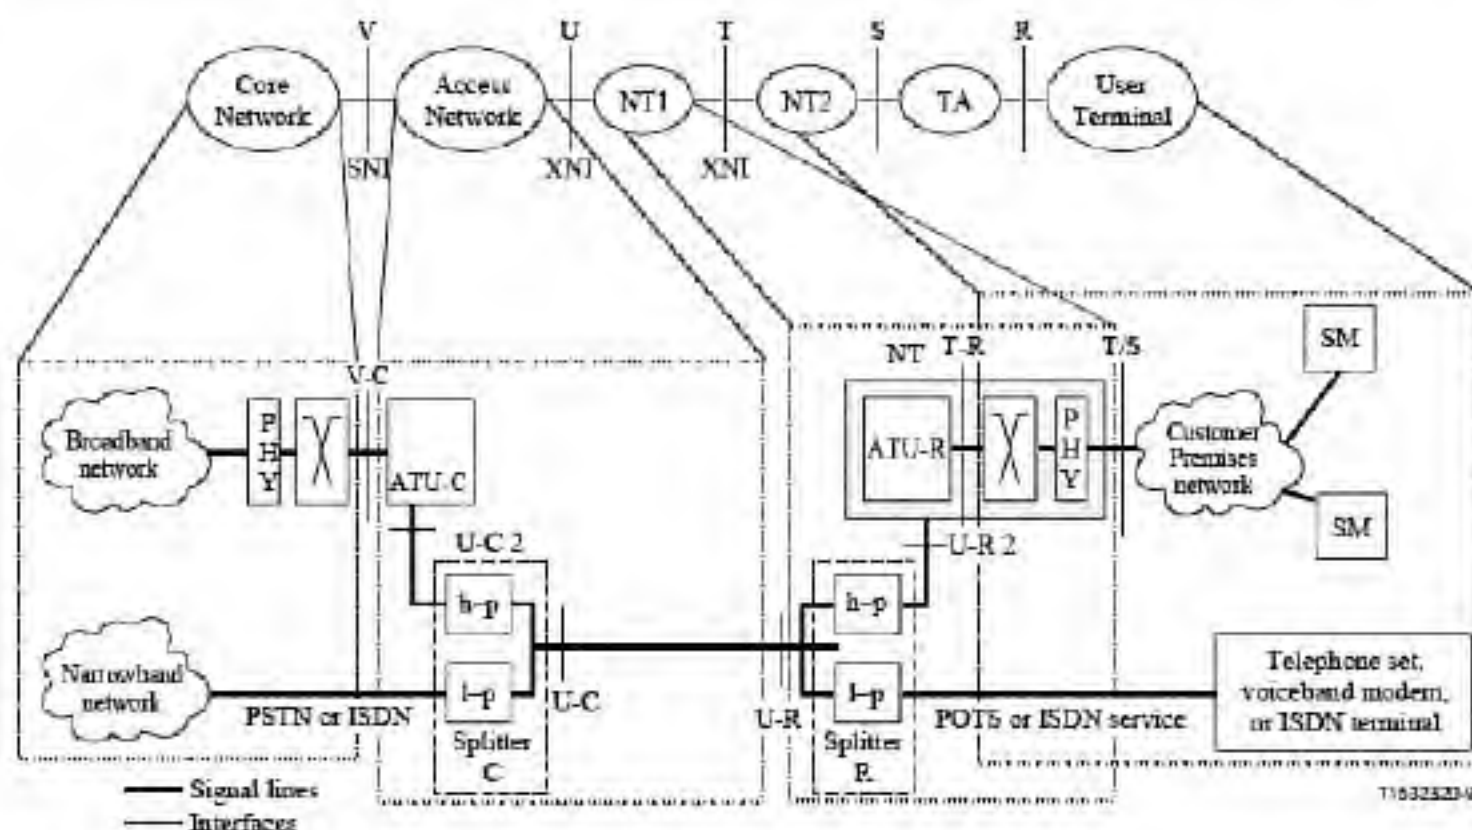 V
U
T
S
R
Core
Network
Access
Network
NT1
NT2
TA
User
Terminal
SNI
XNI
XNI
V-C
NT
T-R
T/S
SM
Broadband
network
P
H
Y
ATU-C
ATU-R
P
H
Y
Customer
Premises
network
SM
U-C 2
U-R 2
h-p
h-p
Narrowband
network
PSTN or ISDN
l-p
U-C
U-R
l-p
POTS or ISDN service
Telephone set,
voiceband modem,
or ISDN terminal
Splitter
C
Splitter
R
Signal lines
Interfaces